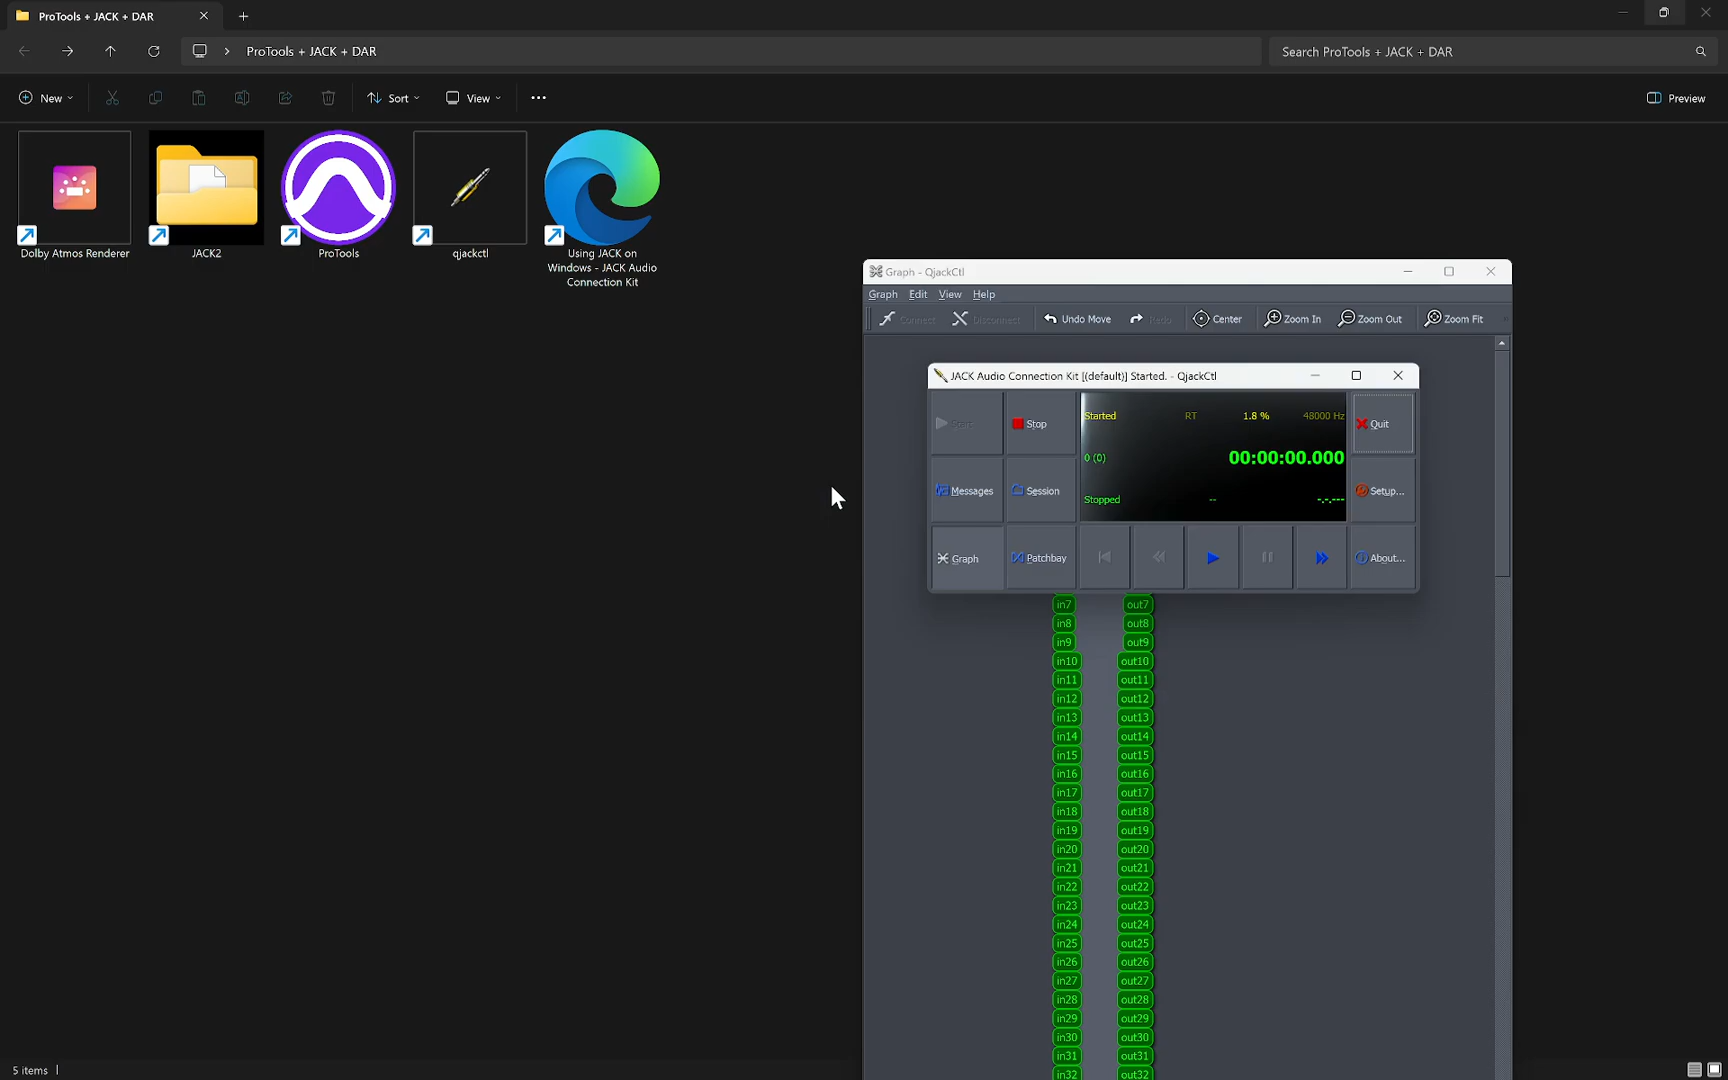 ProTools + JACK + DAR
ProTools + JACK + DAR
Search ProTools + JACK + DAR
New
Sort
View
Preview
Dolby Atmos Renderer
JACK2
ProTools
qjackctl
Using JACK on
Windows - JACK Audio
Connection Kit
Graph - QjackCtl
Graph Edit View Help
Connect Disconnect Undo Move Redo Center Zoom In Zoom Out Zoom Fit
JACK Audio Connection Kit [(default)] Started. - QjackCtl
Start Stop
Started RT 1.8 % 48000 Hz
Quit
0 (0) 00:00:00.000
Messages Session
Stopped -- -.-.---
Setup...
Graph Patchbay
About...
in7 out7
in8 out8
in9 out9
in10 out10
in11 out11
in12 out12
in13 out13
in14 out14
in15 out15
in16 out16
in17 out17
in18 out18
in19 out19
in20 out20
in21 out21
in22 out22
in23 out23
in24 out24
in25 out25
in26 out26
in27 out27
in28 out28
in29 out29
in30 out30
in31 out31
in32 out32
5 items